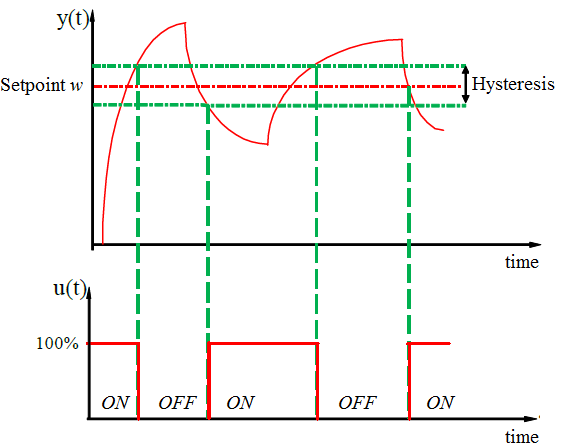 y(t)
Setpoint w
Hysteresis
time
u(t)
100%
ON OFF ON OFF ON
time